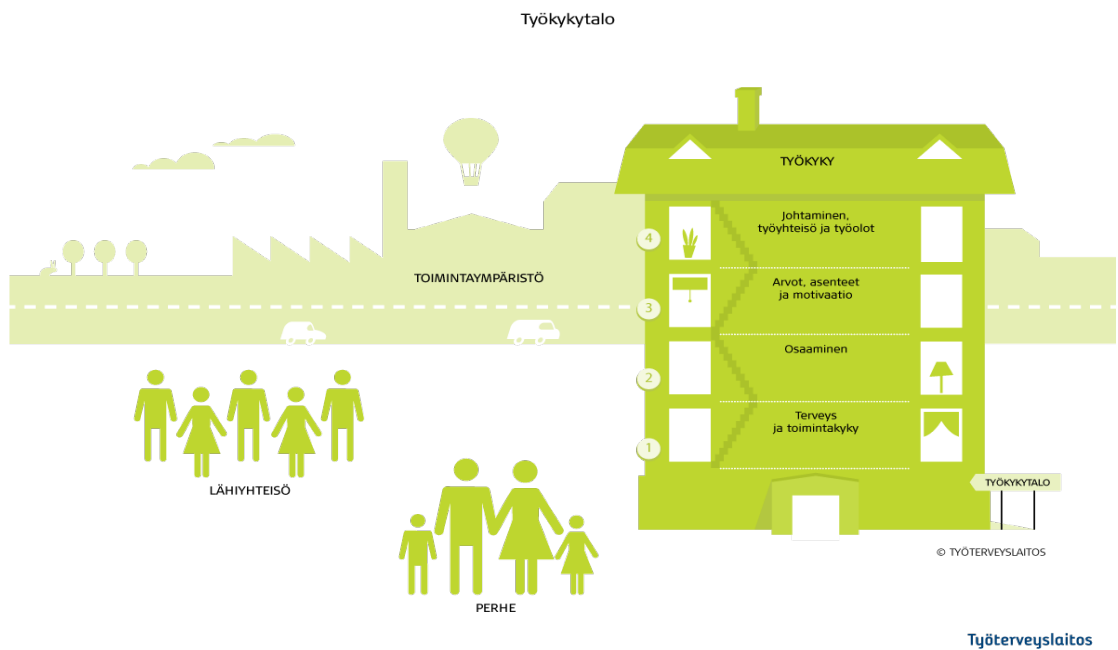 Työkykytalo
TYÖKYKY
4
Johtaminen,
työyhteisö ja työolot
TOIMINTAYMPÄRISTÖ
3
Arvot, asenteet
ja motivaatio
2
Osaaminen
1
Terveys
ja toimintakyky
TYÖKYKYTALO
LÄHIYHTEISÖ
© TYÖTERVEYSLAITOS
PERHE
Työterveyslaitos